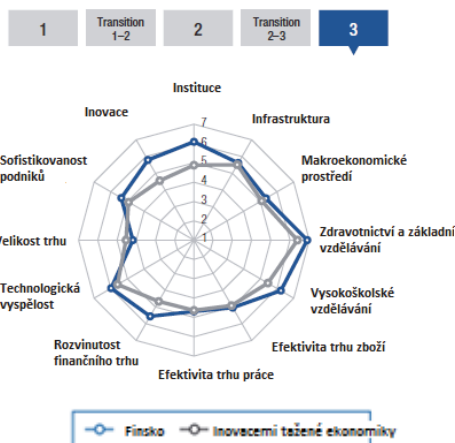 1
Transition
1–2
2
Transition
2–3
3
Instituce
Inovace
Infrastruktura
Sofistikovanost
podniků
Makroekonomické
prostředí
Velikost trhu
Zdravotnictví a základní
vzdělávání
Technologická
vyspělost
Vysokoškolské
vzdělávání
Rozvinutost
finančního trhu
Efektivita trhu zboží
Efektivita trhu práce
7
6
5
4
3
2
1
Finsko
Inovacemi tažené ekonomiky